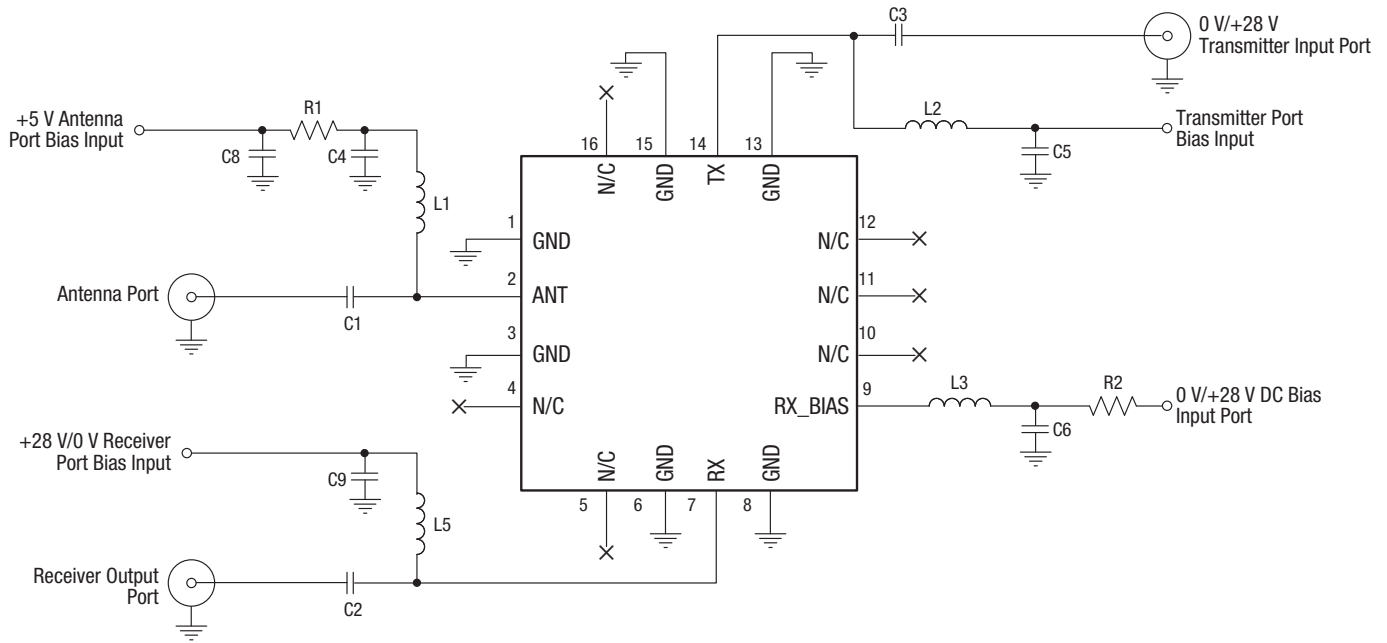 C3
0 V/+28 V
Transmitter Input Port
+5 V Antenna
Port Bias Input
R1
C8
C4
L1
L2
Transmitter Port
Bias Input
C5
16
15
14
13
N/C
GND
TX
GND
1
GND
12
N/C
Antenna Port
C1
2
ANT
11
N/C
3
GND
10
N/C
4
N/C
9
RX_BIAS
L3
R2
0 V/+28 V DC Bias
Input Port
C6
+28 V/0 V Receiver
Port Bias Input
C9
L5
N/C
GND
RX
GND
5
6
7
8
Receiver Output
Port
C2